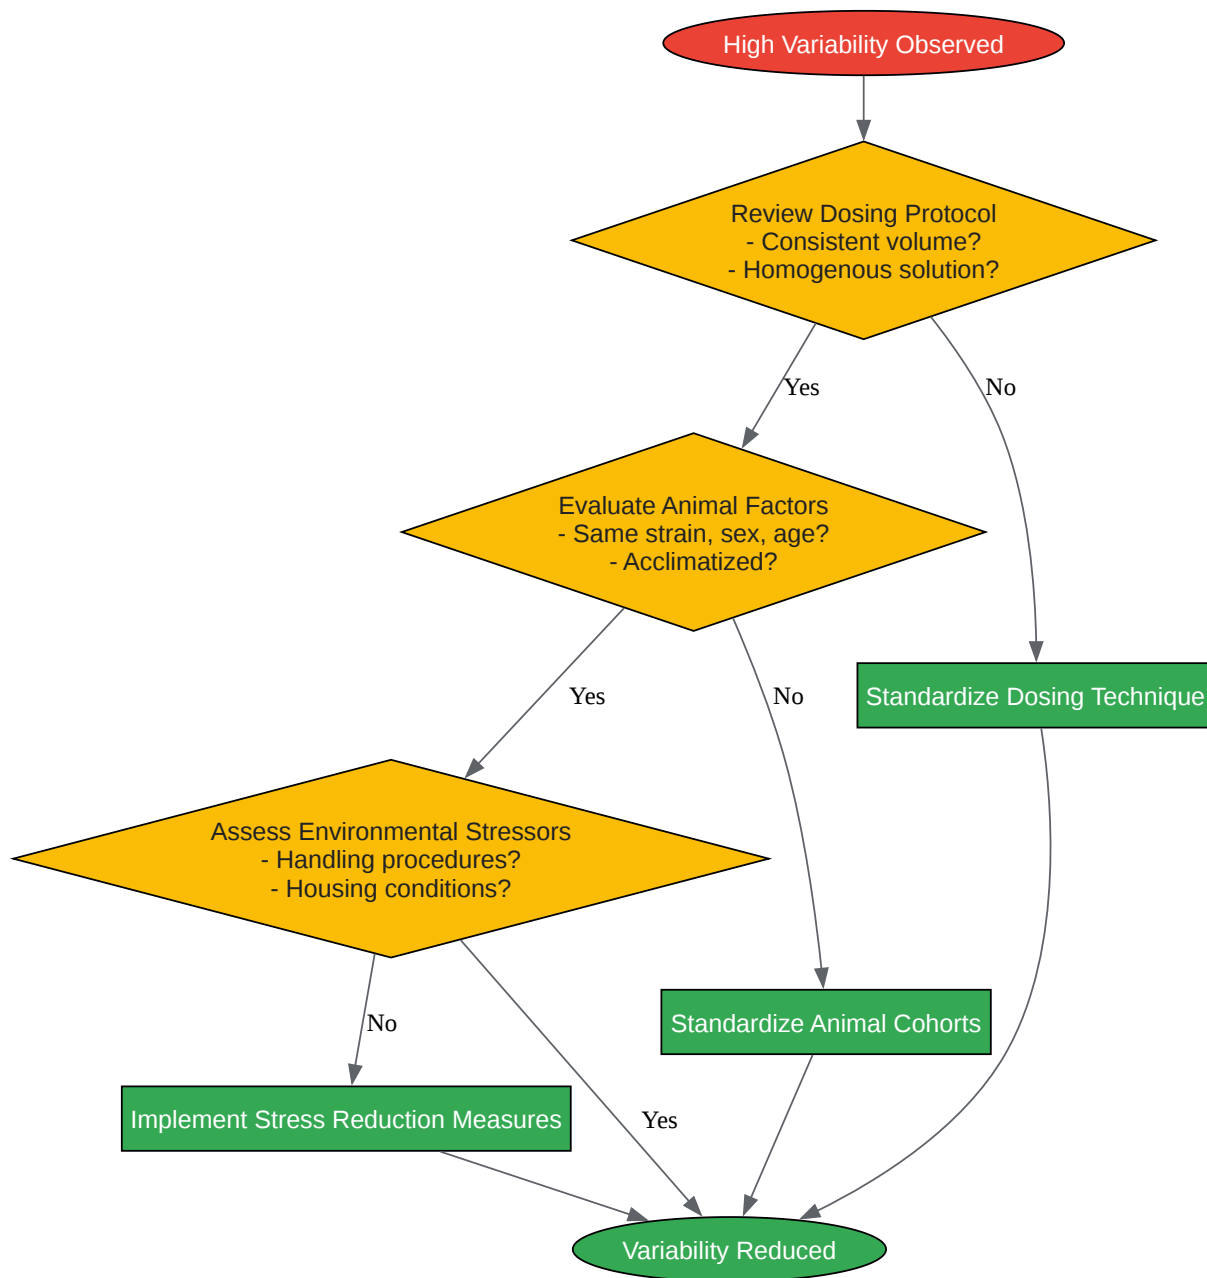 High Variability Observed
Review Dosing Protocol
- Consistent volume?
- Homogenous solution?
Yes
No
Evaluate Animal Factors
- Same strain, sex, age?
- Acclimatized?
Yes
No
Standardize Dosing Technique
Assess Environmental Stressors
- Handling procedures?
- Housing conditions?
No
Standardize Animal Cohorts
Implement Stress Reduction Measures
Yes
Variability Reduced